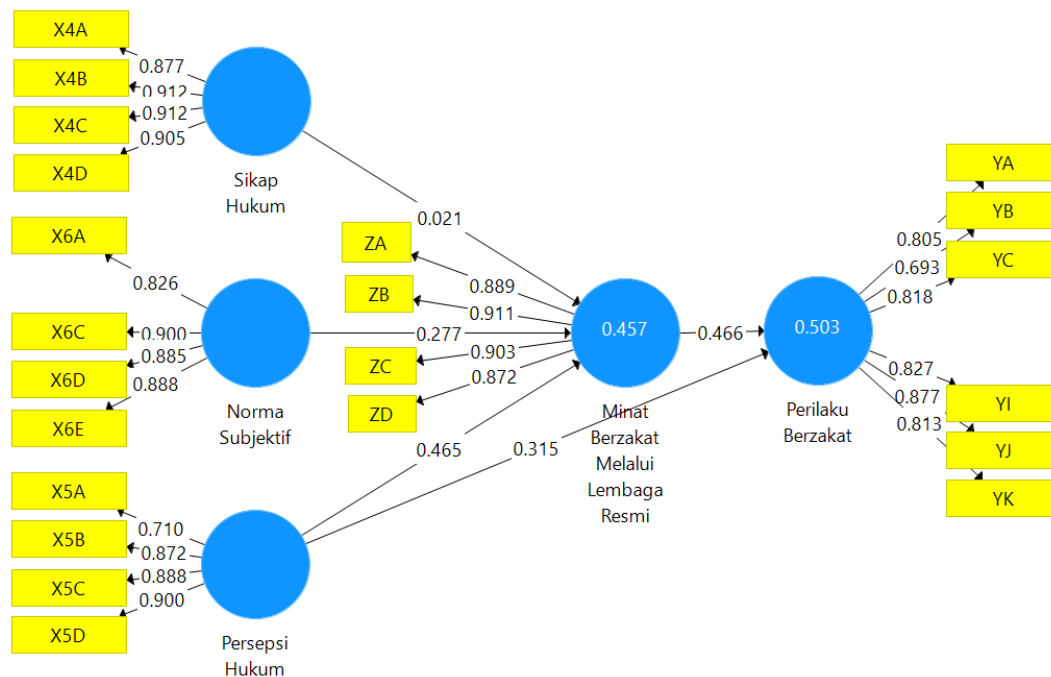 X4A
0.877
X4B
0.912
X4C
0.912
X4D
0.905
Sikap
Hukum
0.021
X6A
0.826
X6C
0.900
X6D
0.885
X6E
0.888
Norma
Subjektif
0.277
X5A
0.710
X5B
0.872
X5C
0.888
X5D
0.900
Persepsi
Hukum
0.465
0.315
ZA
0.889
ZB
0.911
ZC
0.903
ZD
0.872
0.457
Minat
Berzakat
Melalui
Lembaga
Resmi
0.466
0.503
Perilaku
Berzakat
YA
0.805
YB
0.693
YC
0.818
0.827
YI
0.877
YJ
0.813
YK